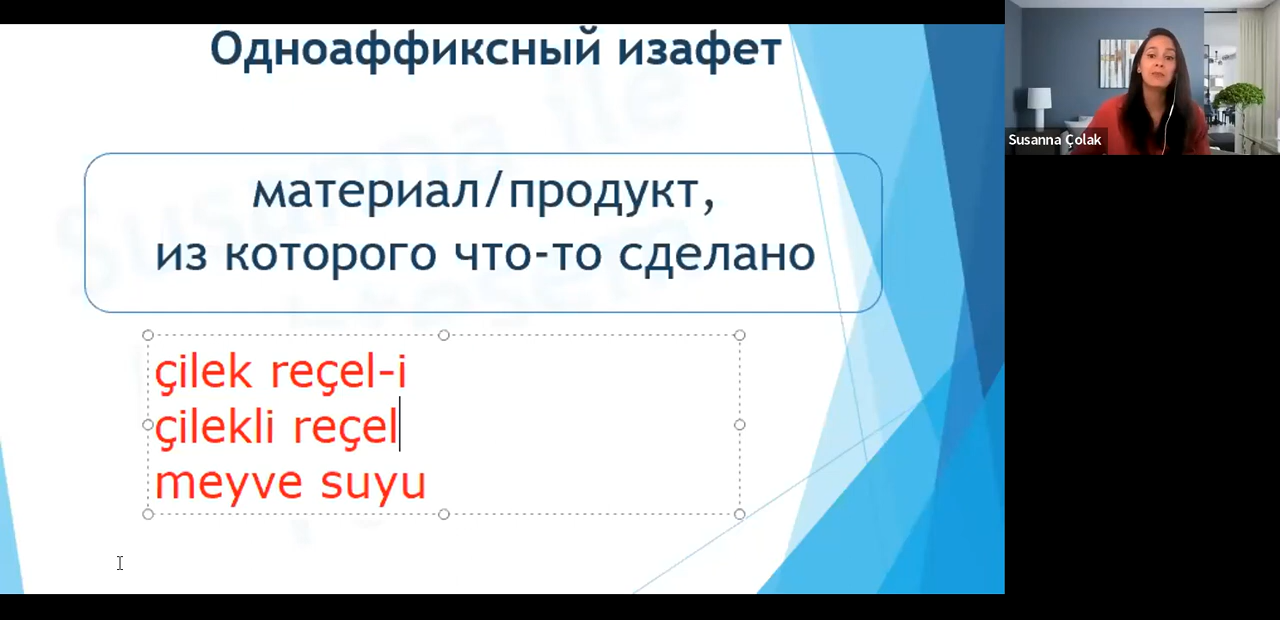 Одноаффиксный изафет
материал/продукт,
из которого что-то сделано
çilek reçel-i
çilekli reçel
meyve suyu
Susanna Çolak